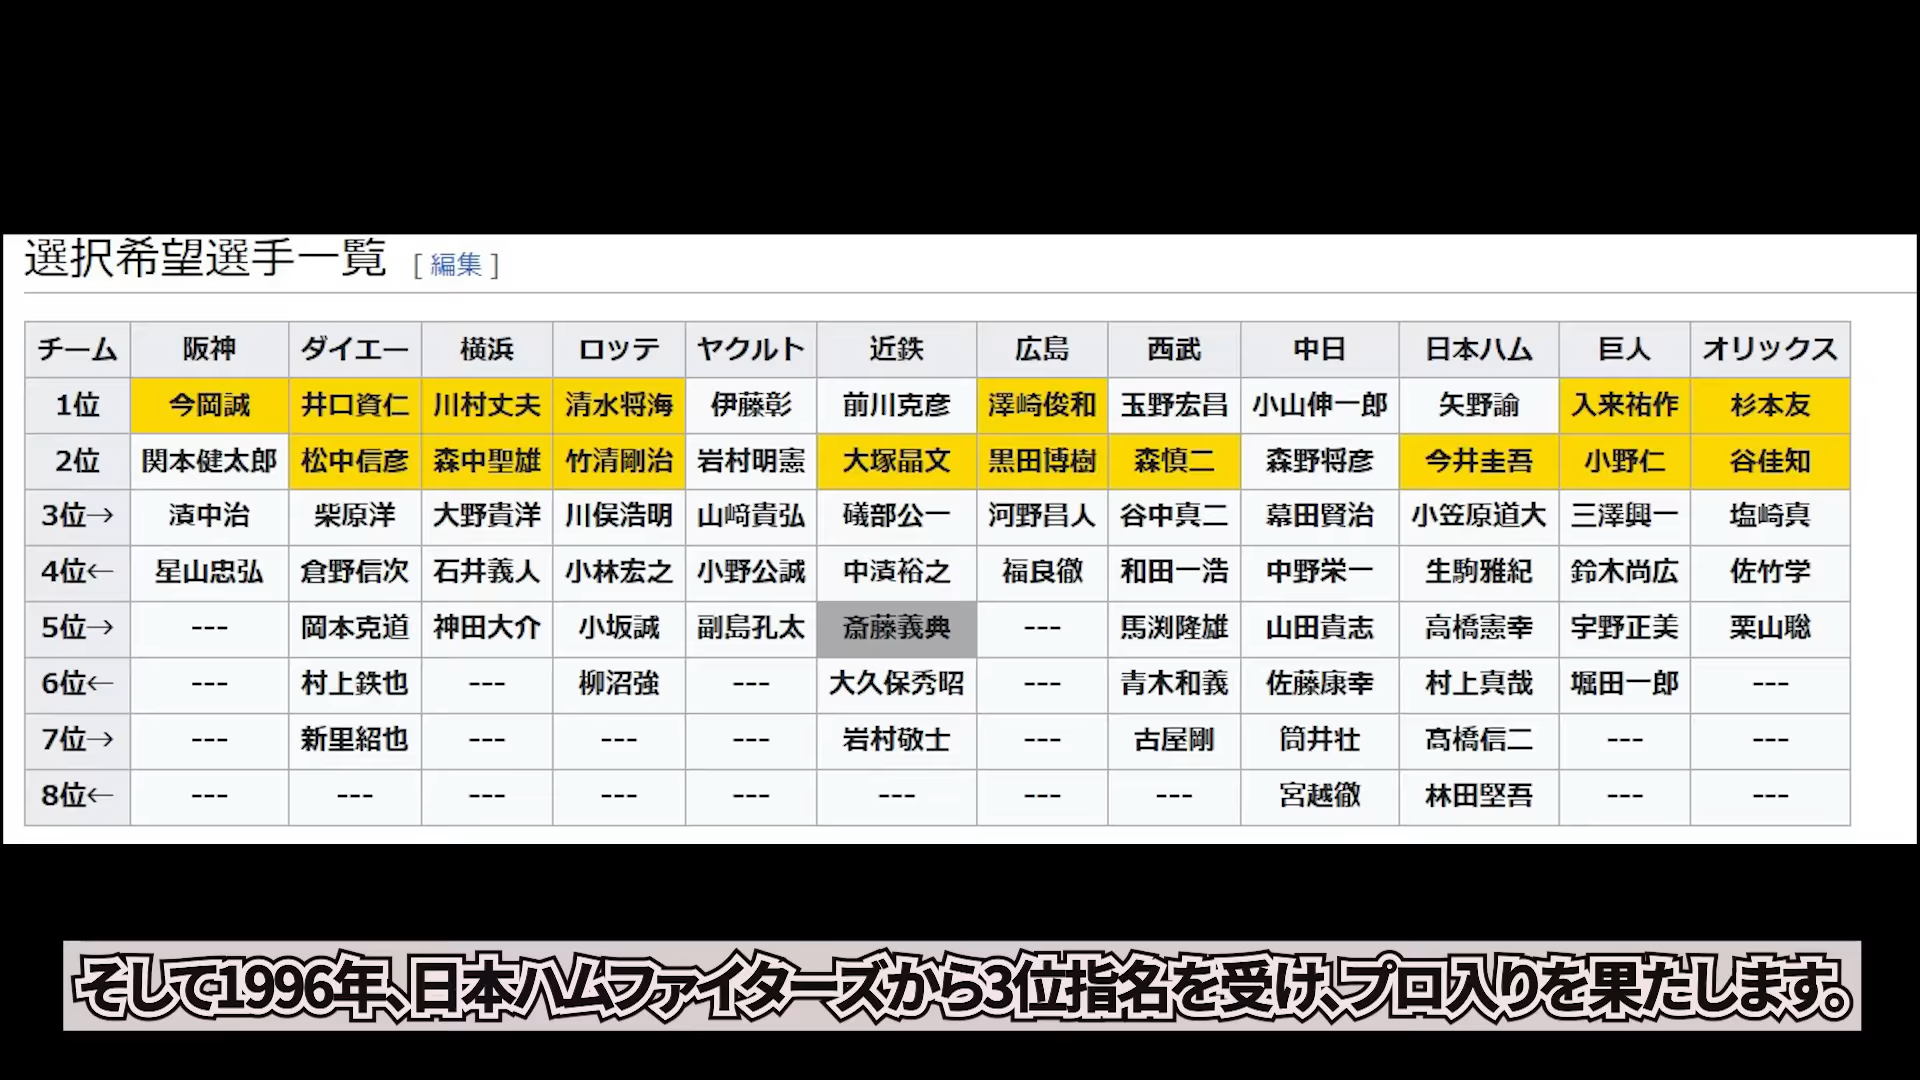 選択希望選手一覧 [ 編集 ]
チーム 阪神 ダイエー 横浜 ロッテ ヤクルト 近鉄 広島 西武 中日 日本ハム 巨人 オリックス
1位 今岡誠 井口資仁 川村丈夫 清水将海 伊藤彰 前川克彦 澤崎俊和 玉野宏昌 小山伸一郎 矢野諭 入来祐作 杉本友
2位 関本健太郎 松中信彦 森中聖雄 竹清剛治 岩村明憲 大塚晶文 黒田博樹 森慎二 森野将彦 今井圭吾 小野仁 谷佳知
3位→ 濱中治 柴原洋 大野貴洋 川俣浩明 山﨑貴弘 礒部公一 河野昌人 谷中真二 幕田賢治 小笠原道大 三澤興一 塩崎真
4位← 星山忠弘 倉野信次 石井義人 小林宏之 小野公誠 中濱裕之 福良徹 和田一浩 中野栄一 生駒雅紀 鈴木尚広 佐竹学
5位→ --- 岡本克道 神田大介 小坂誠 副島孔太 斎藤義典 --- 馬渕隆雄 山田貴志 高橋憲幸 宇野正美 栗山聡
6位← --- 村上鉄也 --- 柳沼強 --- 大久保秀昭 --- 青木和義 佐藤康幸 村上真哉 堀田一郎 ---
7位→ --- 新里紹也 --- --- --- 岩村敬士 --- 古屋剛 筒井壮 髙橋信二 --- ---
8位← --- --- --- --- --- --- --- --- 宮越徹 林田堅吾 --- ---
そして1996年、日本ハムファイターズから3位指名を受け、プロ入りを果たします。